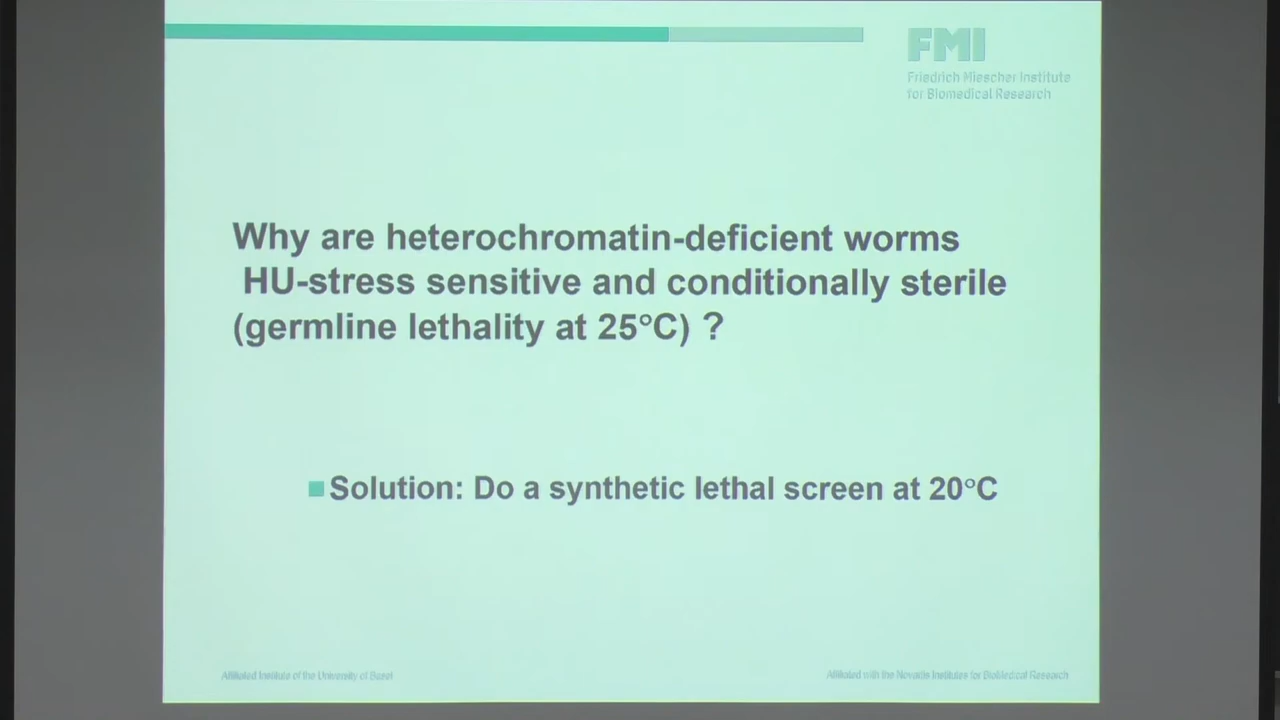 FMI
Friedrich Miescher Institute
for Biomedical Research
Why are heterochromatin-deficient worms
HU-stress sensitive and conditionally sterile
(germline lethality at 25°C) ?
Solution: Do a synthetic lethal screen at 20°C
Affiliated Institute of the University of Basel
Affiliated with the Novartis Institutes for BioMedical Research